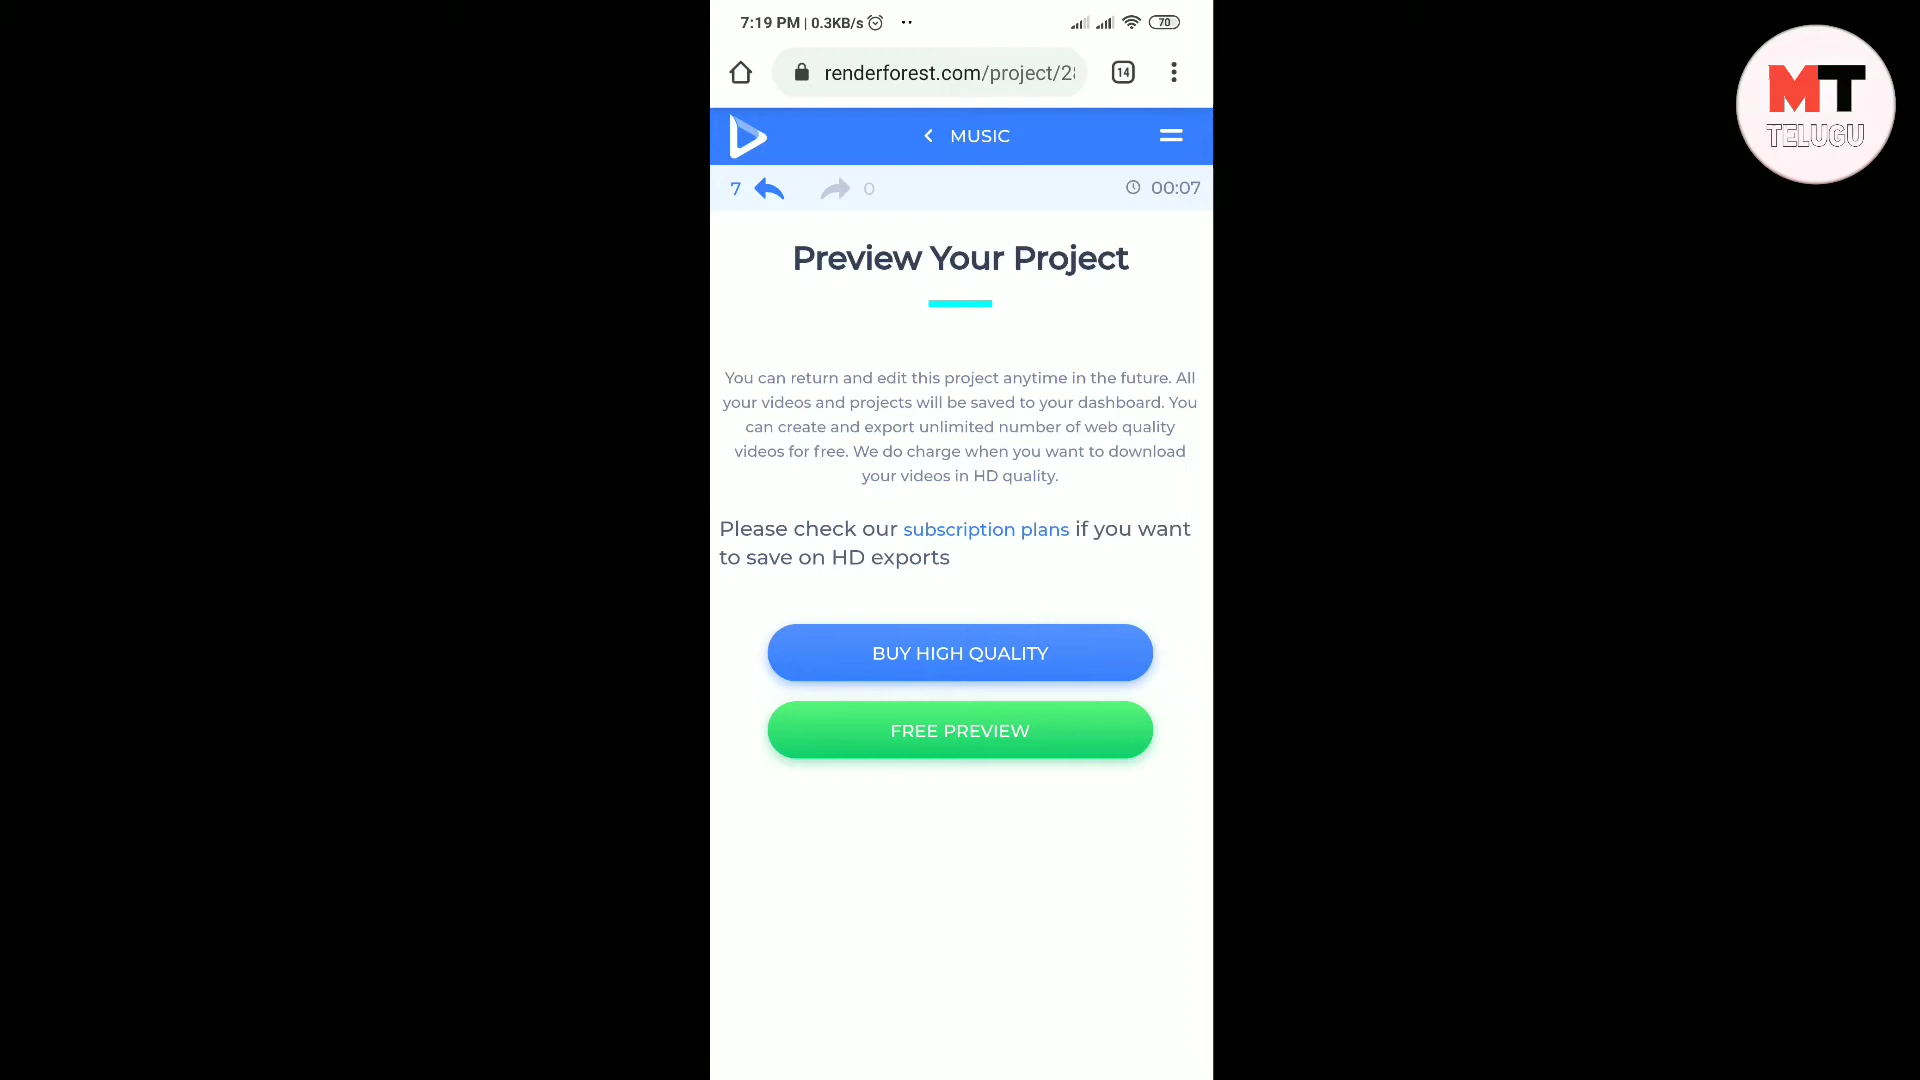 7:19 PM | 0.3KB/s
70
renderforest.com/project/28
14
MUSIC
7
0
00:07
Preview Your Project
You can return and edit this project anytime in the future. All
your videos and projects will be saved to your dashboard. You
can create and export unlimited number of web quality
videos for free. We do charge when you want to download
your videos in HD quality.
Please check our subscription plans if you want
to save on HD exports
BUY HIGH QUALITY
FREE PREVIEW
MT
TELUGU